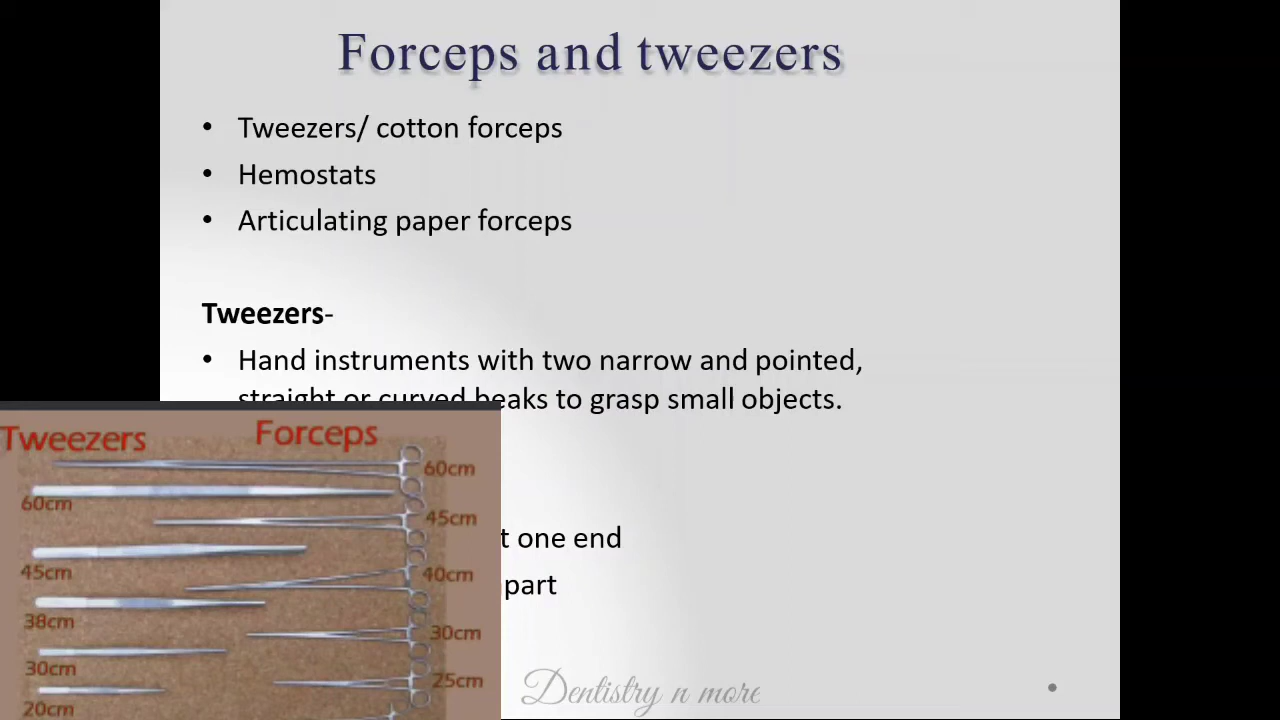 Forceps and tweezers
• Tweezers/ cotton forceps
• Hemostats
• Articulating paper forceps
Tweezers-
• Hand instruments with two narrow and pointed,
straight or curved beaks to grasp small objects.
t one end
part
Tweezers
Forceps
60cm
60cm
45cm
45cm
40cm
38cm
30cm
30cm
25cm
20cm
Dentistry n more